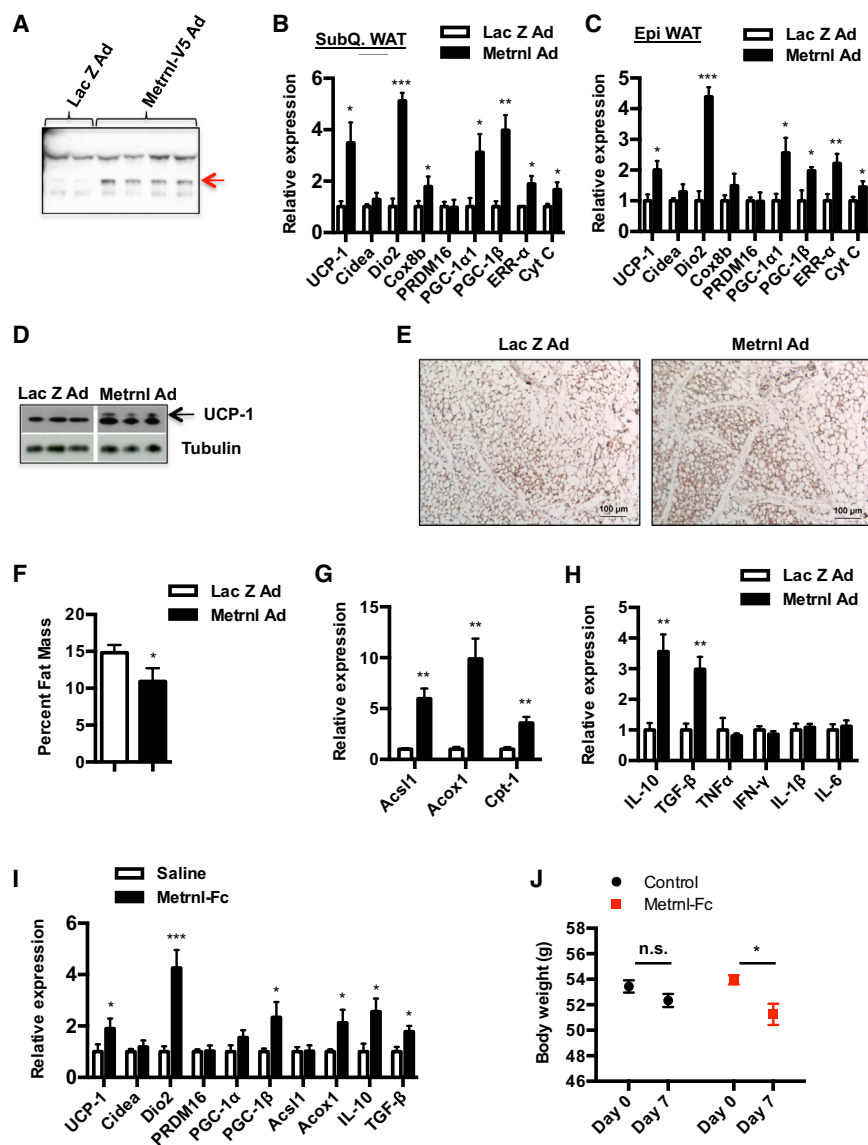 A
Lac Z Ad
Metrnl-V5 Ad
B
SubQ. WAT
Lac Z Ad
Metrnl Ad
Relative expression
6
4
2
0
*
***
*
*
**
*
*
UCP-1
Cidea
Dio2
Cox8b
PRDM16
PGC-1α1
PGC-1β
ERR-α
Cyt C
C
Epi WAT
Lac Z Ad
Metrnl Ad
Relative expression
5
4
3
2
1
0
*
***
*
*
**
*
UCP-1
Cidea
Dio2
Cox8b
PRDM16
PGC-1α1
PGC-1β
ERR-α
Cyt C
D
Lac Z Ad
Metrnl Ad
UCP-1
Tubulin
E
Lac Z Ad
Metrnl Ad
100 µm
100 µm
F
Lac Z Ad
Metrnl Ad
Percent Fat Mass
20
15
10
5
0
*
G
Relative expression
15
10
5
0
**
**
**
Acsl1
Acox1
Cpt-1
H
Lac Z Ad
Metrnl Ad
Relative expression
5
4
3
2
1
0
**
**
IL-10
TGF-β
TNFα
IFN-γ
IL-1β
IL-6
I
Saline
Metrnl-Fc
Relative expression
6
4
2
0
*
***
*
*
*
*
UCP-1
Cidea
Dio2
PRDM16
PGC-1α
PGC-1β
Acsl1
Acox1
IL-10
TGF-β
J
Control
Metrnl-Fc
Body weight (g)
58
56
54
52
50
48
46
n.s.
*
Day 0
Day 7
Day 0
Day 7